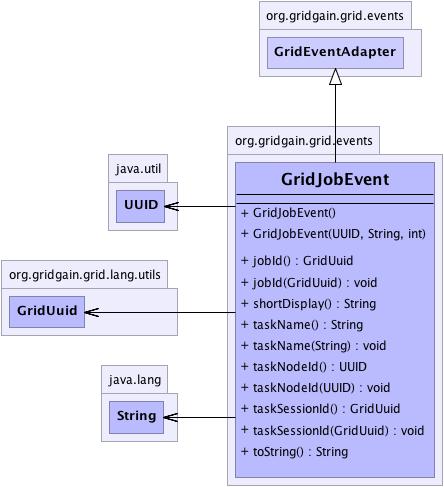 org.gridgain.grid.events
GridEventAdapter
org.gridgain.grid.events
GridJobEvent
+ GridJobEvent()
+ GridJobEvent(UUID, String, int)
+ jobId() : GridUuid
+ jobId(GridUuid) : void
+ shortDisplay() : String
+ taskName() : String
+ taskName(String) : void
+ taskNodeId() : UUID
+ taskNodeId(UUID) : void
+ taskSessionId() : GridUuid
+ taskSessionId(GridUuid) : void
+ toString() : String
java.util
UUID
org.gridgain.grid.lang.utils
GridUuid
java.lang
String